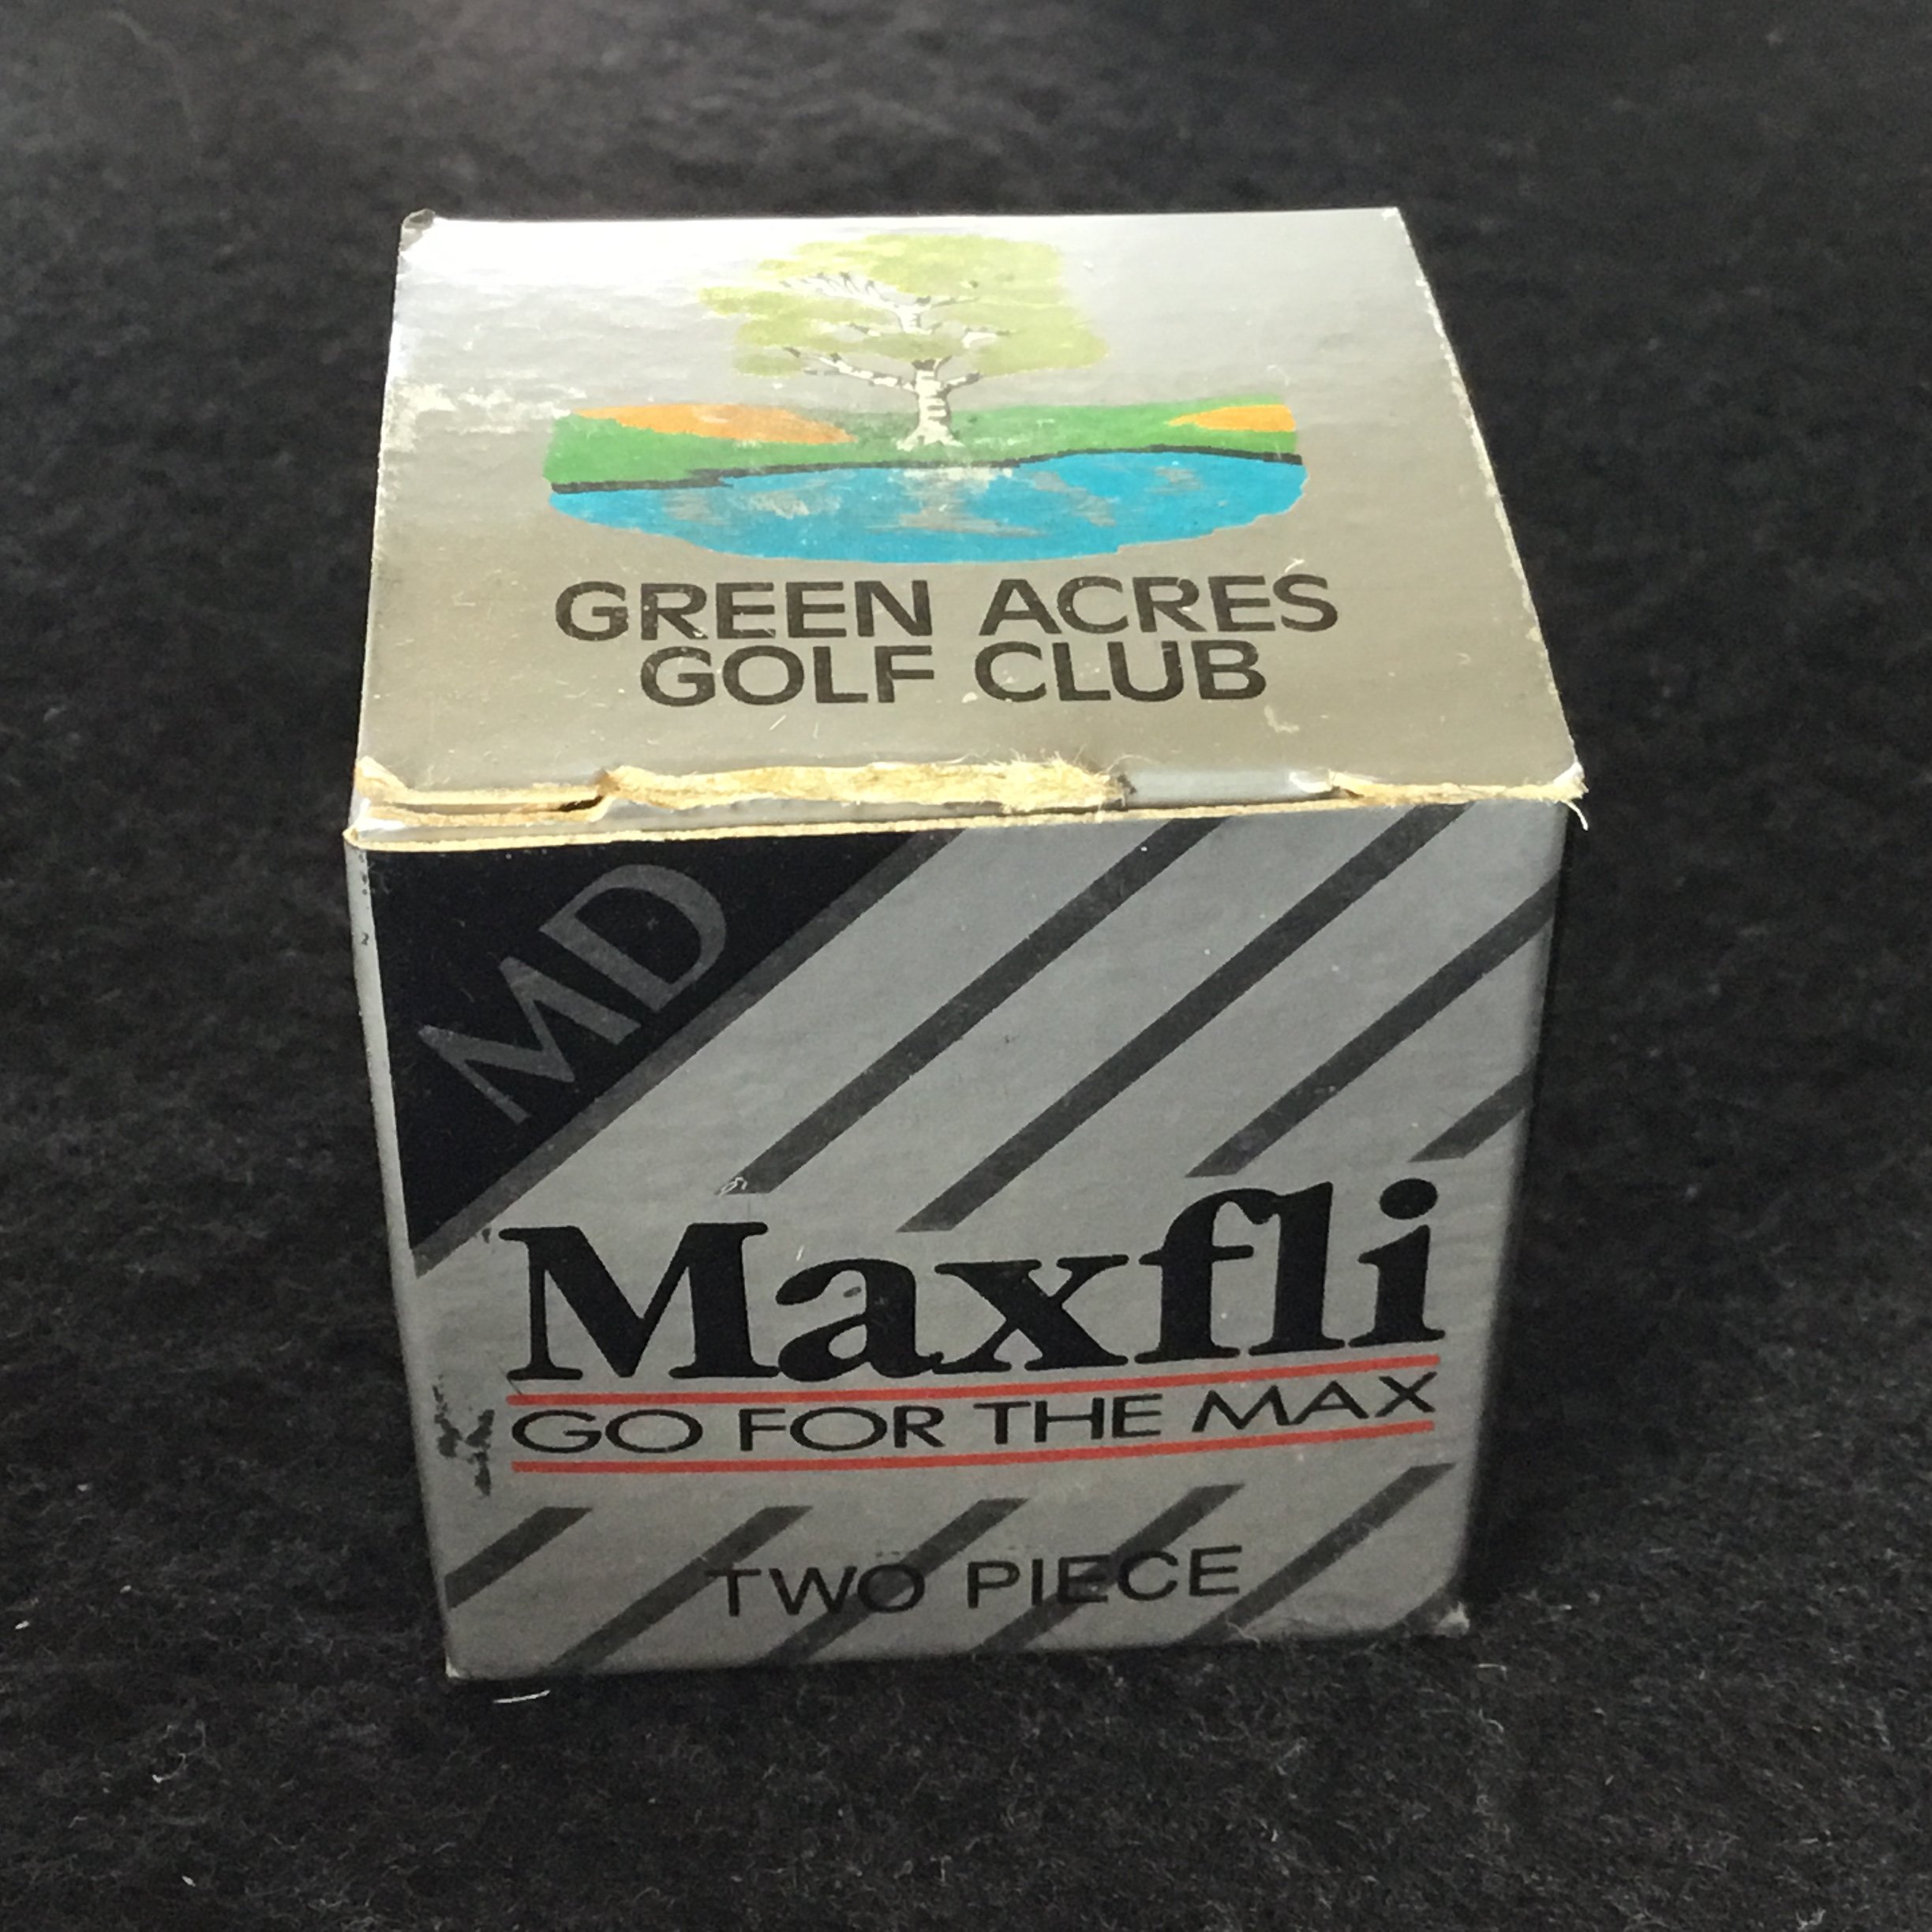 GREEN ACRES
GOLF CLUB
MD
Maxfli
GO FOR THE MAX
TWO PIECE